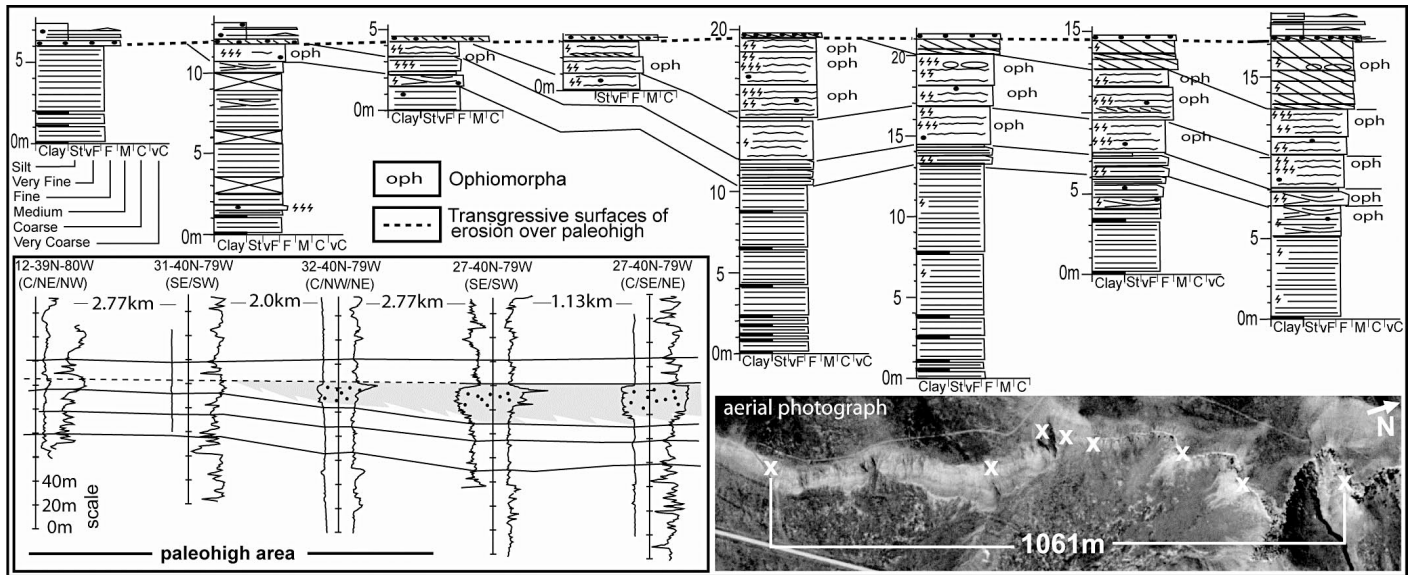 5
0m
Clay St vF F M C vC
Silt
Very Fine
Fine
Medium
Coarse
Very Coarse
10
5
0m
Clay St vF F M C vC
oph
5
0m
Clay St vF F M C
oph
0m
St vF F M C
oph
20
15
10
5
0m
Clay St vF F M C vC
oph
oph
oph
20
15
10
5
0m
Clay St vF F M C
oph
oph
15
5
0m
Clay St vF F M C
oph
oph
15
5
0m
Clay St vF F M C vC
oph
oph
oph
oph Ophiomorpha
Transgressive surfaces of
erosion over paleohigh
12-39N-80W 31-40N-79W 32-40N-79W 27-40N-79W 27-40N-79W
(C/NE/NW) (SE/SW) (C/NW/NE) (SE/SW) (C/SE/NE)
2.77km 2.0km 2.77km 1.13km
40m
20m
0m
scale
paleohigh area
aerial photograph
N
x x x x x x x x
1061m